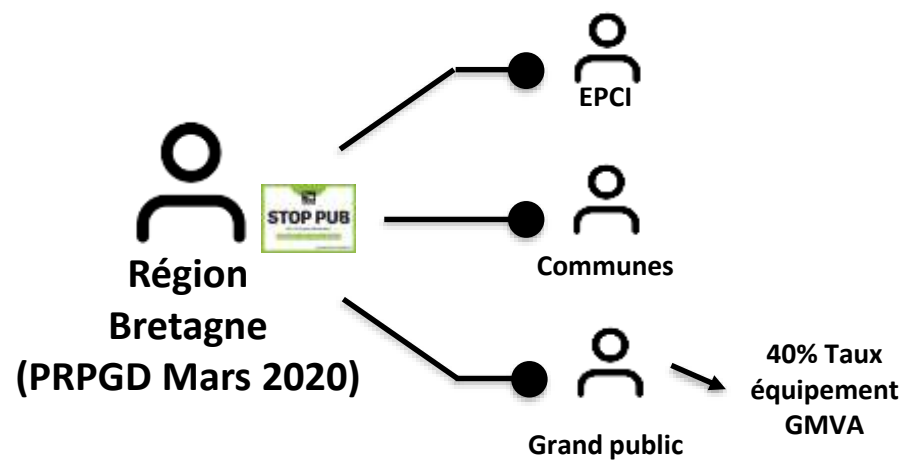 EPCI
STOP PUB
Communes
Région
Bretagne
(PRPGD Mars 2020)
40% Taux
équipement
GMVA
Grand public